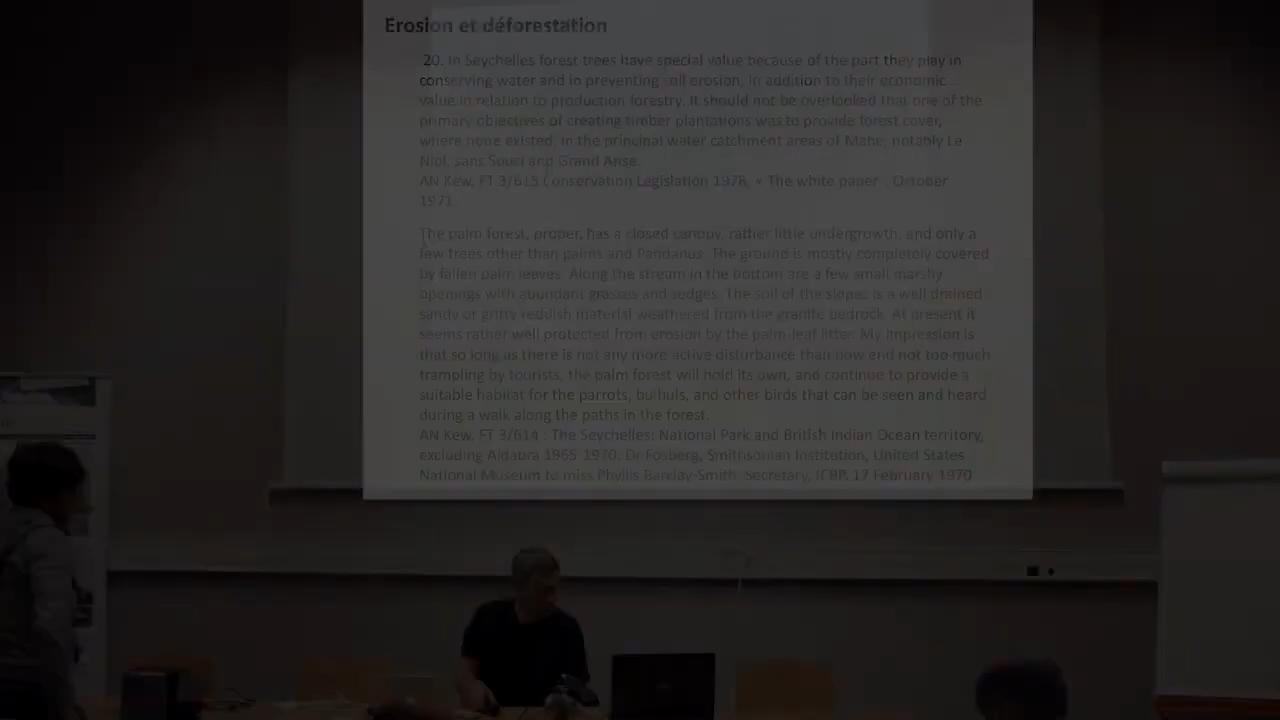 Erosion et déforestation
20. In Seychelles forest trees have special value because of the part they play in
conserving water and in preventing soil erosion, in addition to their economic
value in relation to production forestry. It should not be overlooked that one of the
primary objectives of creating timber plantations was to provide forest cover,
where none existed, in the principal water catchment areas of Mahe, notably Le
Niol, sans Souci and Grand Anse.
AN Kew, FT 3/615 Conservation Legislation 1978, « The white paper , October
1971.
The palm forest, proper, has a closed canopy, rather little undergrowth, and only a
few trees other than palms and Pandanus. The ground is mostly completely covered
by fallen palm leaves. Along the stream in the bottom are a few small marshy
openings with abundant grasses and sedges. The soil of the slopes is a well drained
sandy or gritty reddish material weathered from the granite bedrock. At present it
seems rather well protected from erosion by the palm-leaf litter. My impression is
that so long as there is not any more active disturbance than now and not too much
trampling by tourists, the palm forest will hold its own, and continue to provide a
suitable habitat for the parrots, bulbuls, and other birds that can be seen and heard
during a walk along the paths in the forest.
AN Kew, FT 3/614 : The Seychelles: National Park and British Indian Ocean territory,
excluding Aldabra 1965-1970. Dr Fosberg, Smithsonian Institution, United States
National Museum to miss Phyllis Barclay-Smith, Secretary, ICBP, 17 February 1970